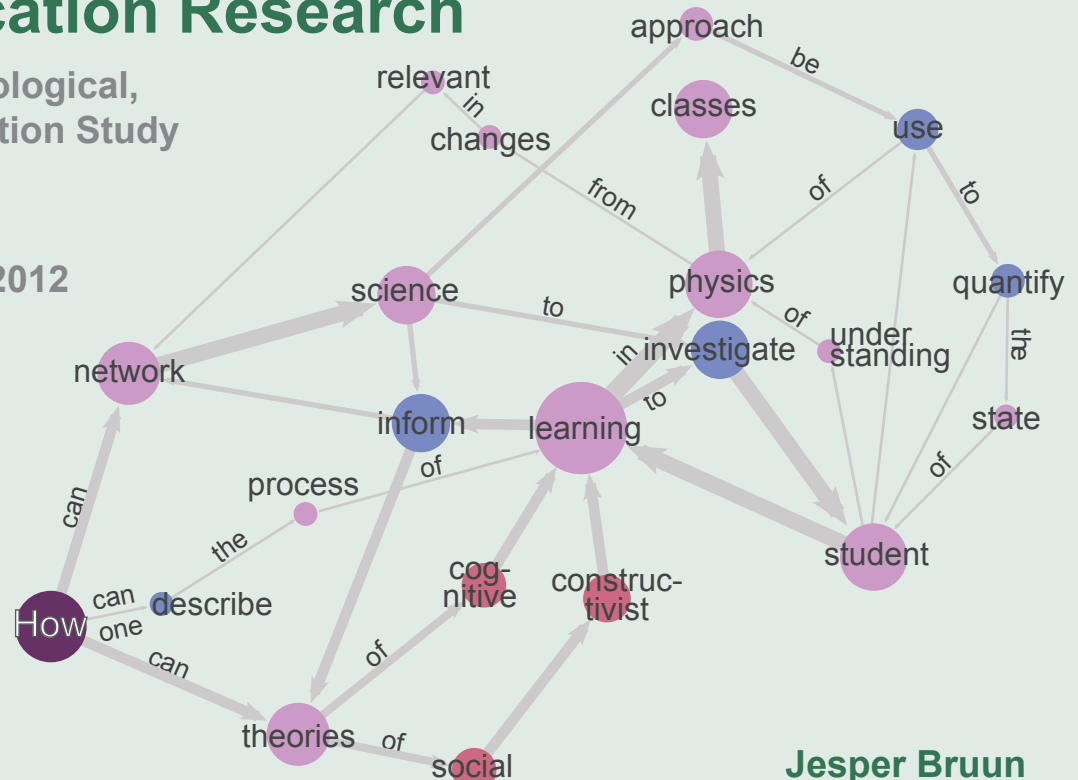 cation Research
ological,
tion Study
2012
approach
be
relevant
in
classes
changes
use
from
of
to
science
physics
quantify
to
of
under
standing
the
investigate
in
network
to
state
inform
learning
of
of
process
can
the
student
cog-
nitive
construc-
tivist
can
one
describe
How
can
of
theories
of
social
Jesper Bruun